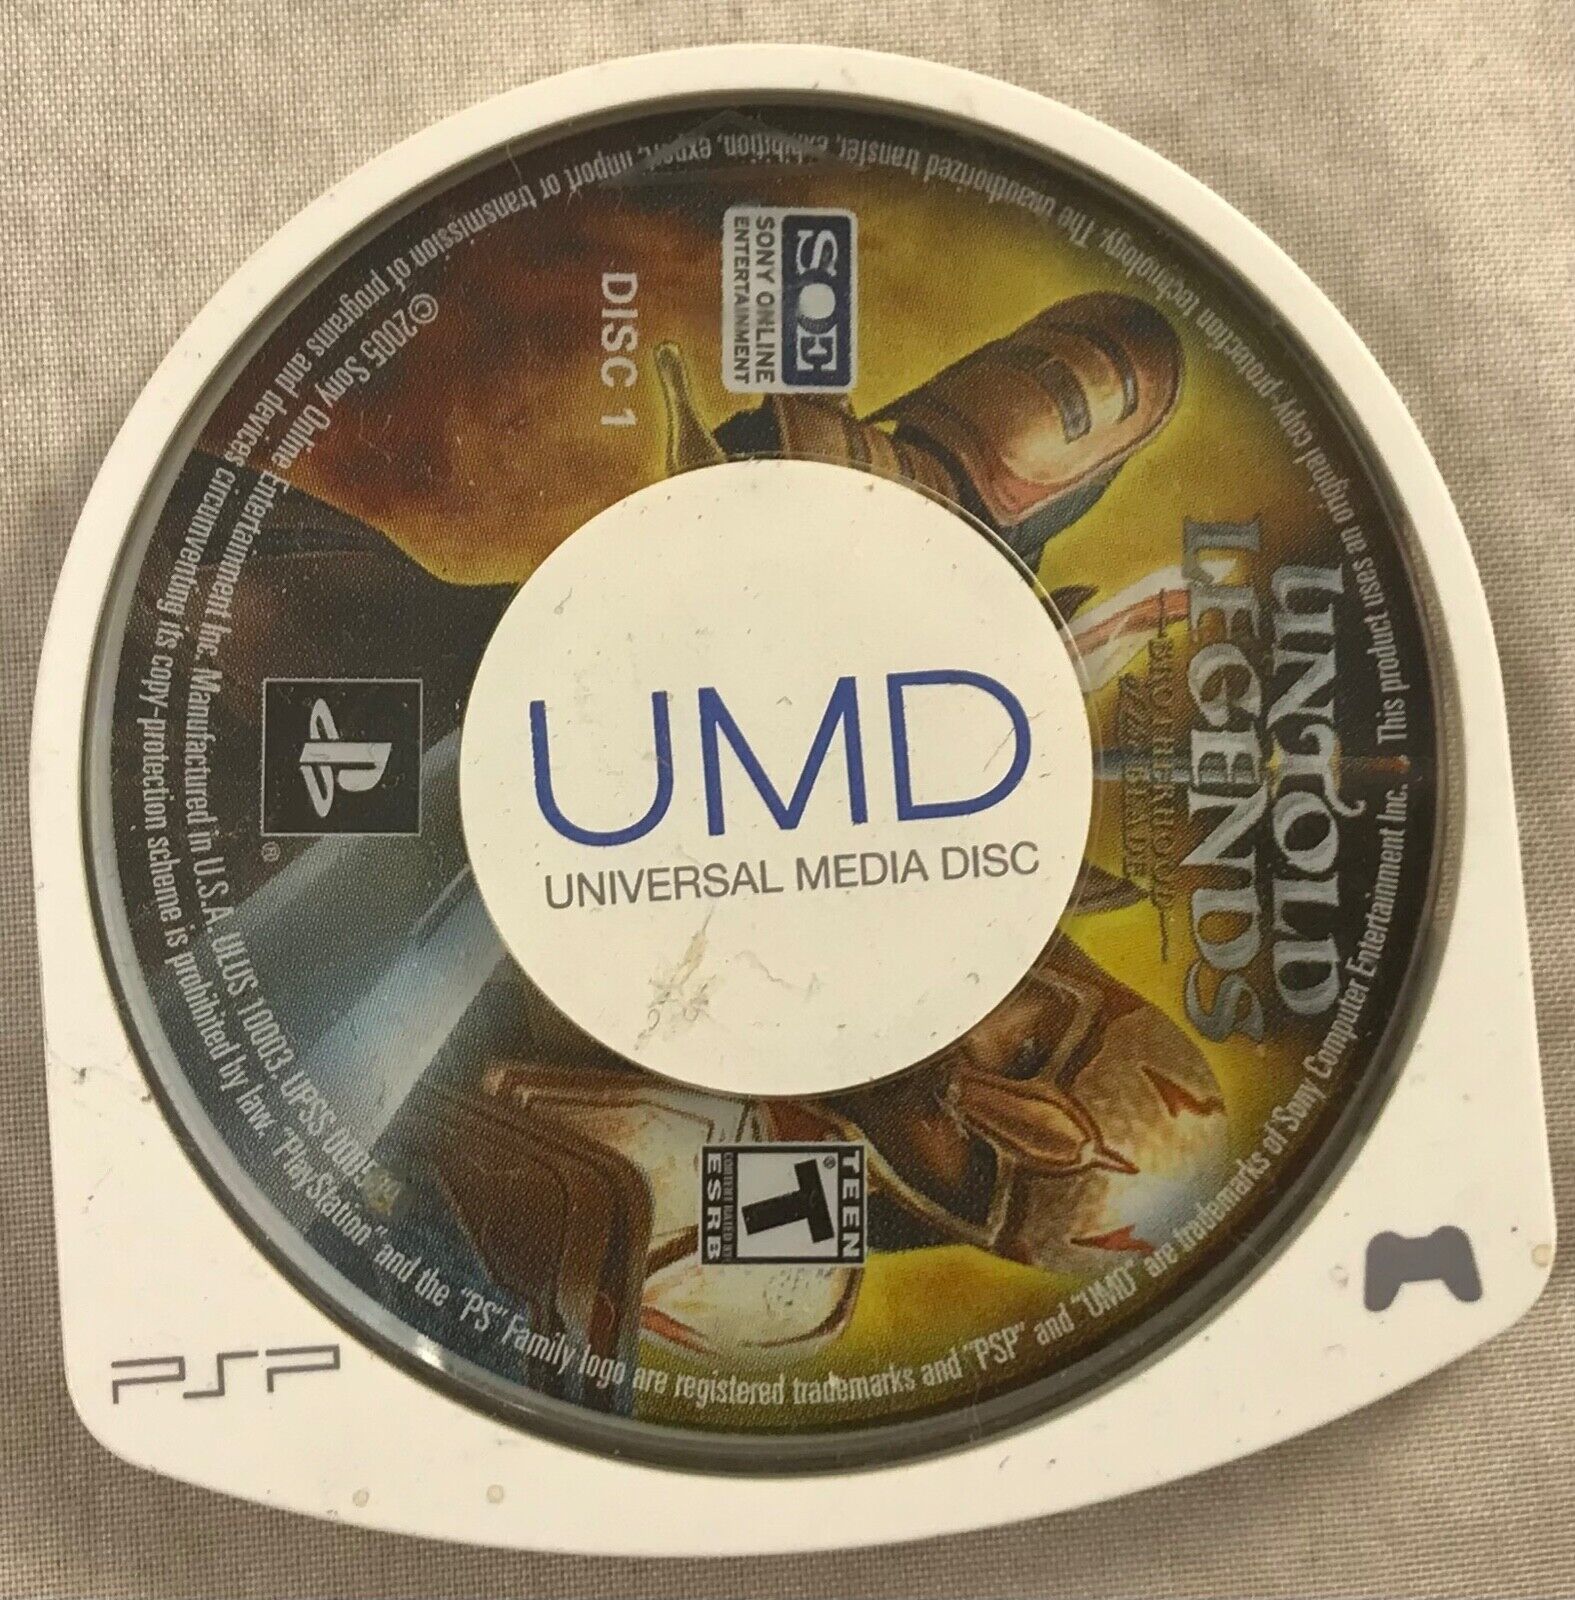 UMD
UNIVERSAL MEDIA DISC
UNTOLD
LEGENDS
BROTHERHOOD
OF THE
BLADE
SOE
SONY ONLINE
ENTERTAINMENT
DISC 1
TEEN
T
®
CONTENT RATED BY
ESRB
®
© 2005 Sony Online Entertainment Inc. Manufactured in U.S.A. ULUS 10003. UPSS "PlayStation" and the "PS" Family logo are registered trademarks and "PSP" and "UMD" are trademarks of Sony Computer Entertainment Inc. • This product uses an original copy-protection technology. The unauthorized transfer, exhibition, export, import or transmission of programs and devices circumventing its copy-protection scheme is prohibited by law.
PSP